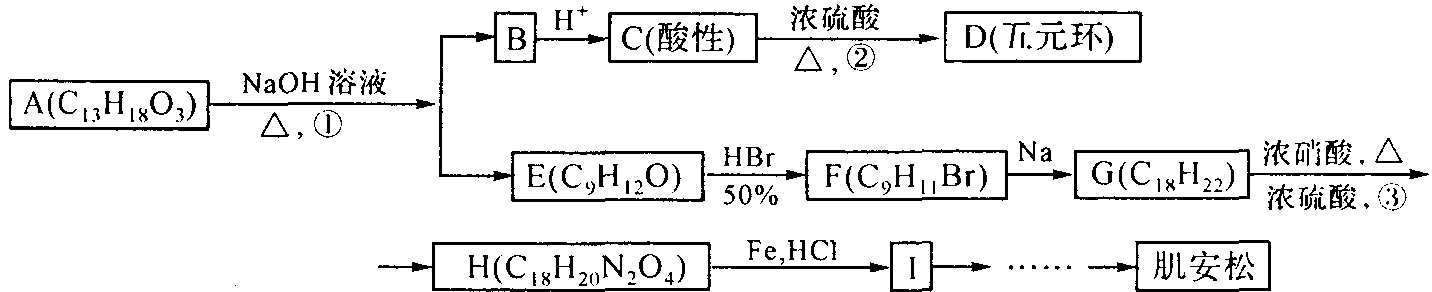 B H⁺ C(酸性) 浓硫酸 △,② D(五元环)
A(C₁₃H₁₈O₃) NaOH溶液 △,①
E(C₉H₁₂O) HBr 50% F(C₉H₁₁Br) Na G(C₁₈H₂₂) 浓硝酸,△ 浓硫酸,③
H(C₁₈H₂₀N₂O₄) Fe,HCl I …… 肌安松